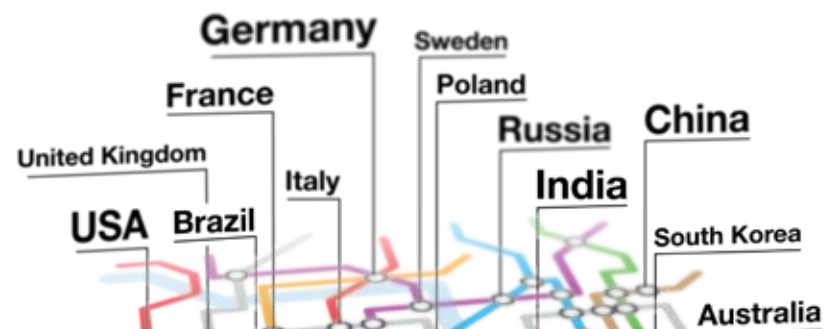 Germany
Sweden
France
Poland
Russia
China
United Kingdom
Italy
India
USA
Brazil
South Korea
Australia